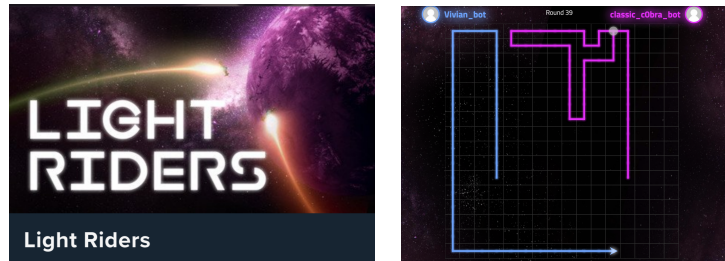 LIGHT
RIDERS
Light Riders
Vivian_bot
Round 39
classic_c0bra_bot